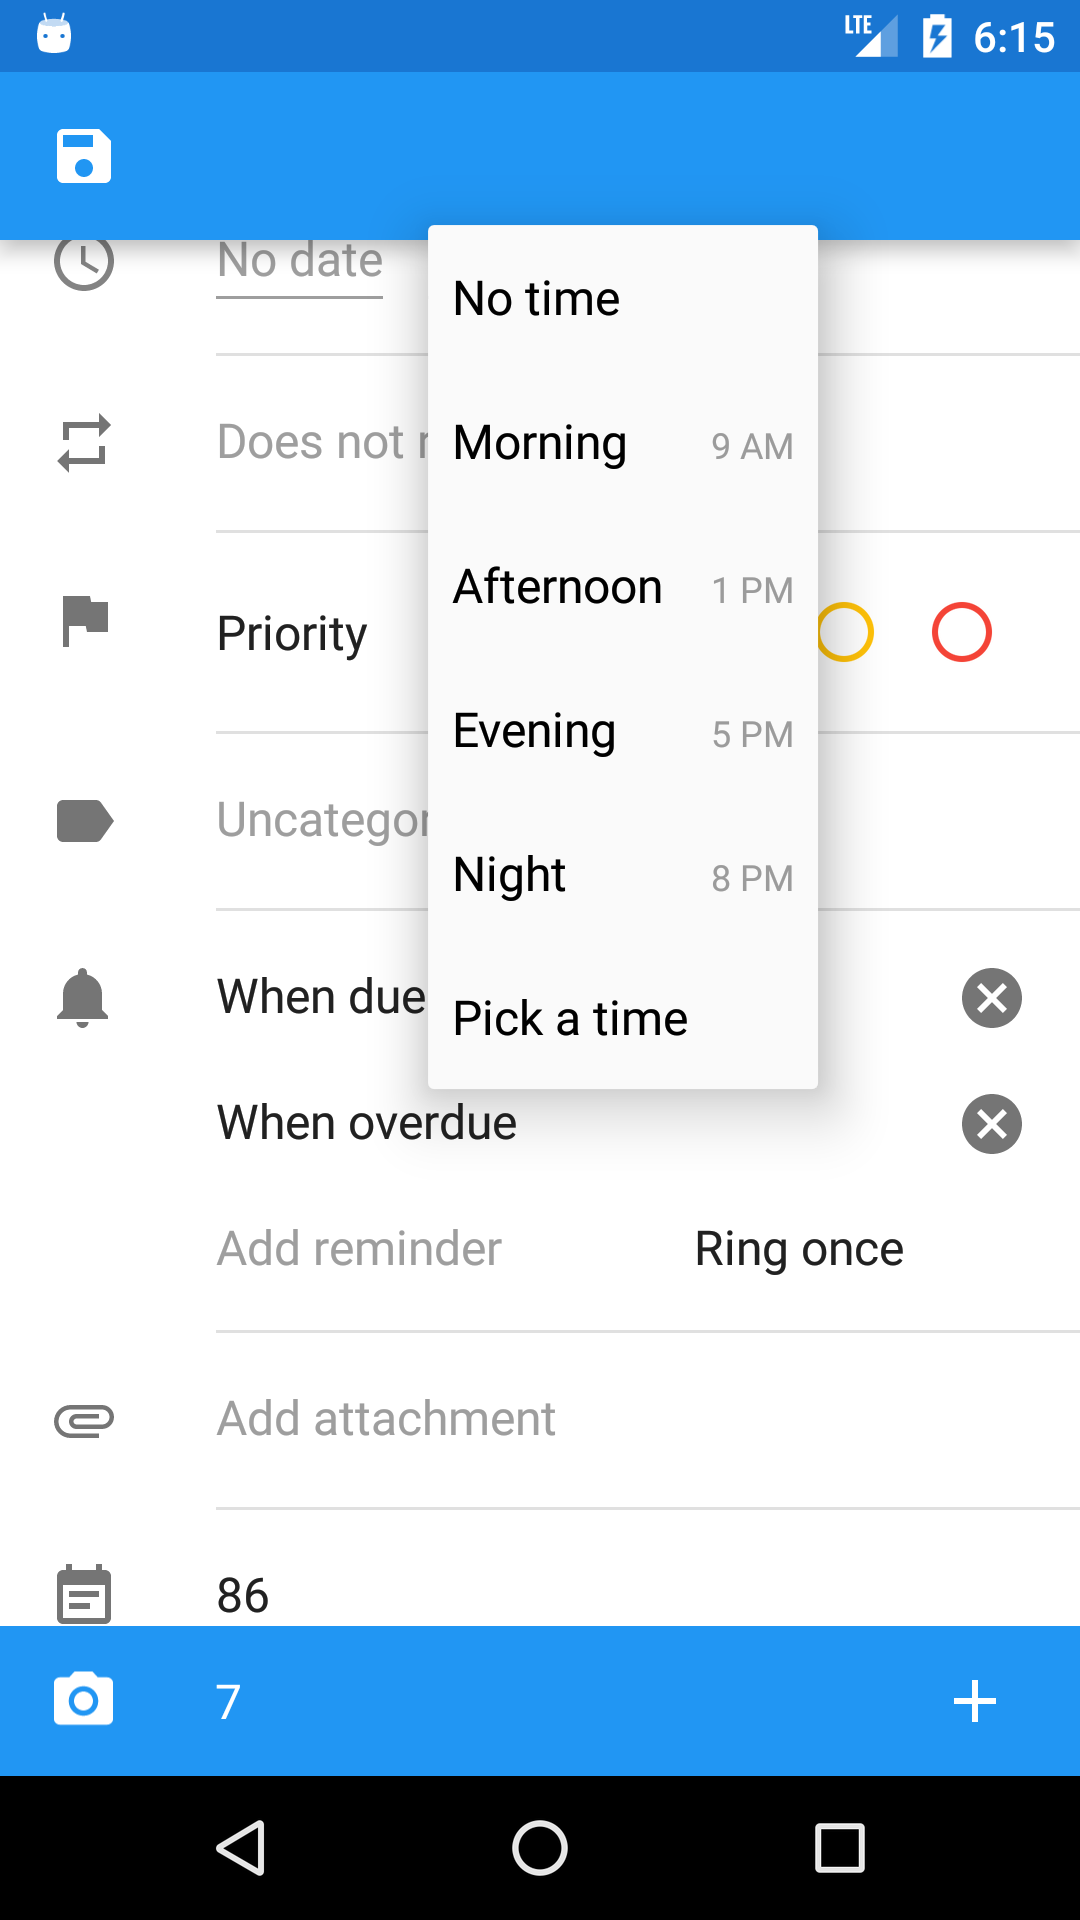 LTE 6:15
No date
No time
Does not r
Morning 9 AM
Afternoon 1 PM
Priority
Evening 5 PM
Uncategor
Night 8 PM
When due
Pick a time
When overdue
Add reminder Ring once
Add attachment
86
7